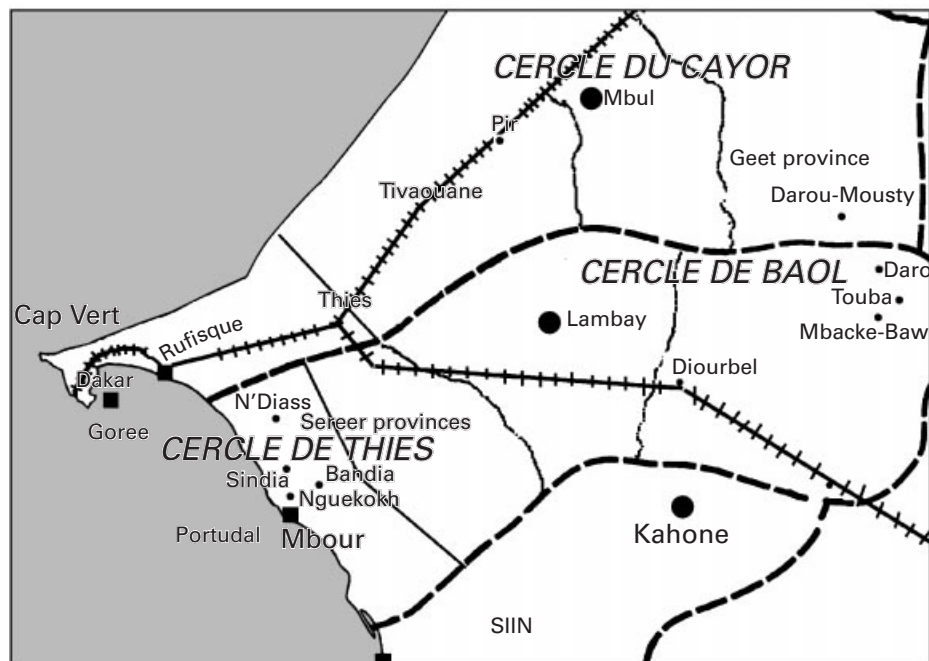 CERCLE DU CAYOR
Mbul
Pir
Geet province
Tivaouane
Darou-Mousty
CERCLE DE BAOL
Daro
Touba
Mbacke-Baw
Thies
Lambay
Cap Vert
Rufisque
Diourbel
Dakar
Goree
N'Diass
Sereer provinces
CERCLE DE THIES
Sindia
Bandia
Nguekokh
Portudal
Mbour
Kahone
SIIN